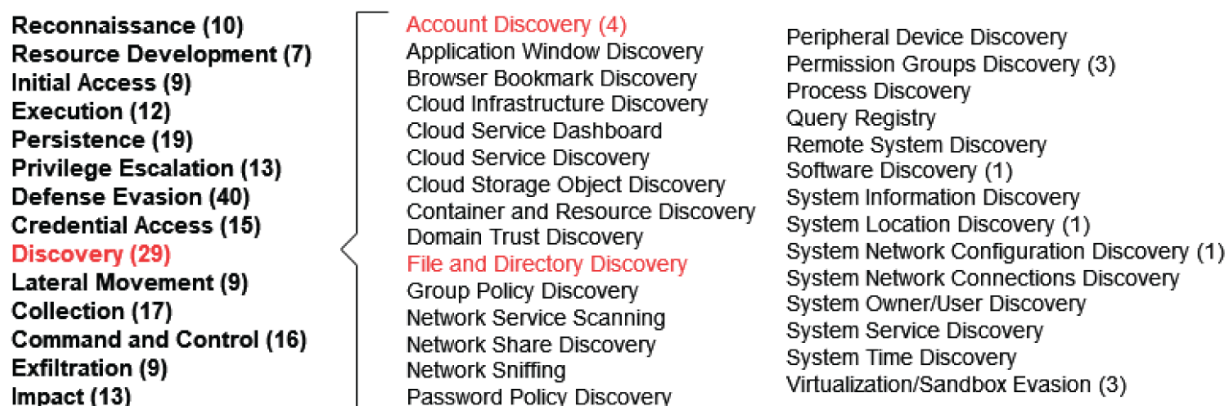 Reconnaissance (10)
Resource Development (7)
Initial Access (9)
Execution (12)
Persistence (19)
Privilege Escalation (13)
Defense Evasion (40)
Credential Access (15)
Discovery (29)
Lateral Movement (9)
Collection (17)
Command and Control (16)
Exfiltration (9)
Impact (13)
Account Discovery (4)
Application Window Discovery
Browser Bookmark Discovery
Cloud Infrastructure Discovery
Cloud Service Dashboard
Cloud Service Discovery
Cloud Storage Object Discovery
Container and Resource Discovery
Domain Trust Discovery
File and Directory Discovery
Group Policy Discovery
Network Service Scanning
Network Share Discovery
Network Sniffing
Password Policy Discovery
Peripheral Device Discovery
Permission Groups Discovery (3)
Process Discovery
Query Registry
Remote System Discovery
Software Discovery (1)
System Information Discovery
System Location Discovery (1)
System Network Configuration Discovery (1)
System Network Connections Discovery
System Owner/User Discovery
System Service Discovery
System Time Discovery
Virtualization/Sandbox Evasion (3)